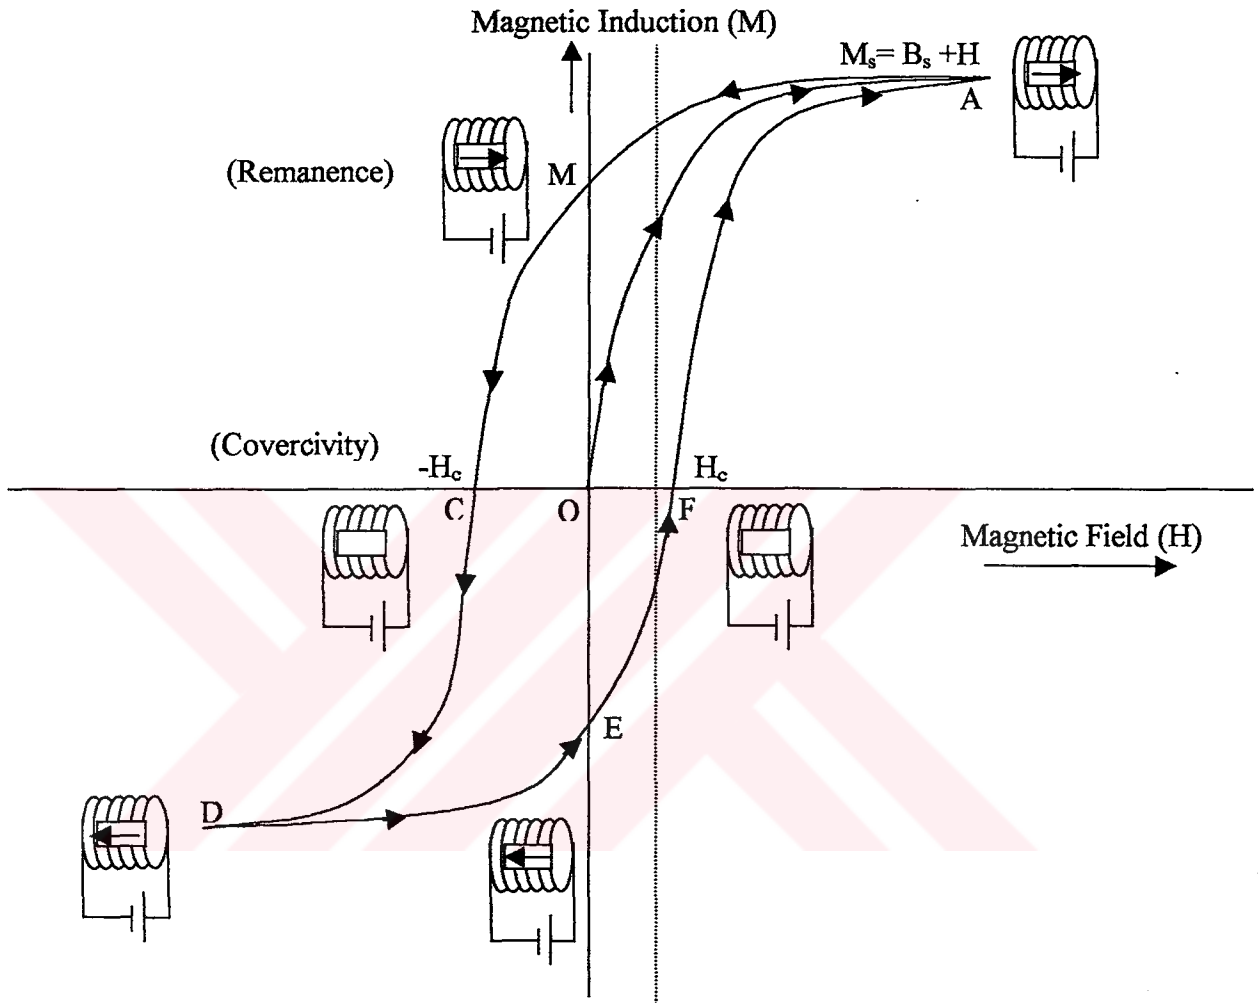 Magnetic Induction (M)
Ms= Bs +H
A
(Remanence)
M
(Covercivity)
-Hc
Hc
C
O
F
Magnetic Field (H)
E
D